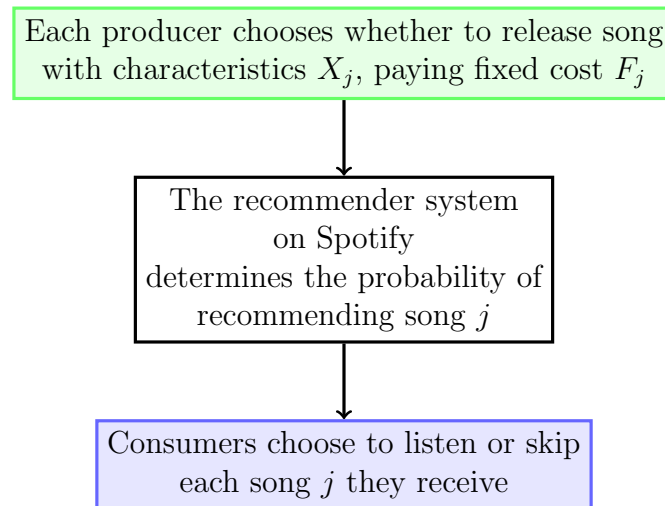 Each producer chooses whether to release song
with characteristics $X_j$, paying fixed cost $F_j$
The recommender system
on Spotify
determines the probability of
recommending song $j$
Consumers choose to listen or skip
each song $j$ they receive